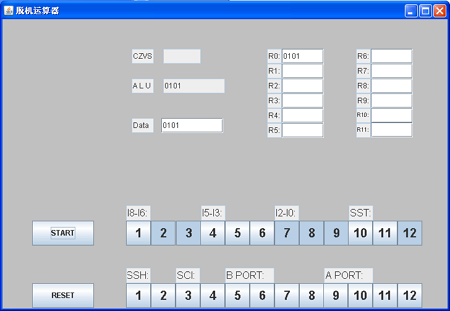 脱机运算器
CZVS R0: 0101 R6:
R1: R7:
A L U 0101 R2: R8:
R3: R9:
R4: R10:
Data 0101 R5: R11:
I8-I6: I5-I3: I2-I0: SST:
START 1 2 3 4 5 6 7 8 9 10 11 12
SSH: SCI: B PORT: A PORT:
RESET 1 2 3 4 5 6 7 8 9 10 11 12